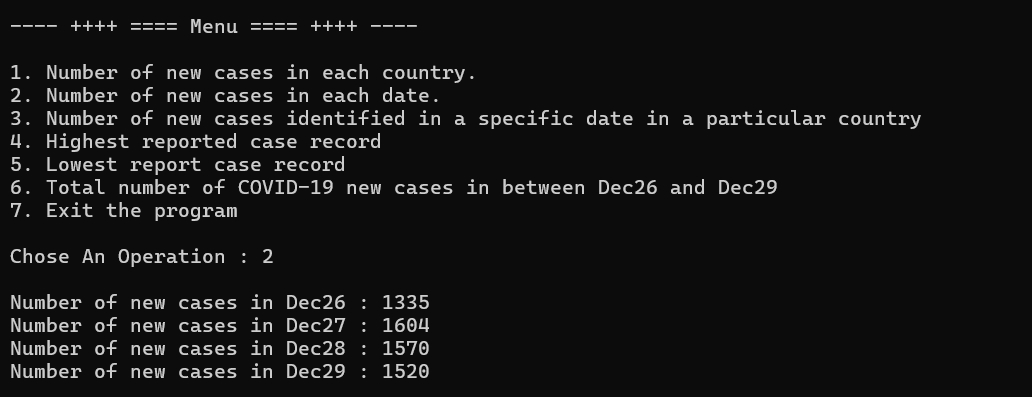 ---- ++++ ==== Menu ==== ++++ ----
1. Number of new cases in each country.
2. Number of new cases in each date.
3. Number of new cases identified in a specific date in a particular country
4. Highest reported case record
5. Lowest report case record
6. Total number of COVID-19 new cases in between Dec26 and Dec29
7. Exit the program
Chose An Operation : 2
Number of new cases in Dec26 : 1335
Number of new cases in Dec27 : 1604
Number of new cases in Dec28 : 1570
Number of new cases in Dec29 : 1520